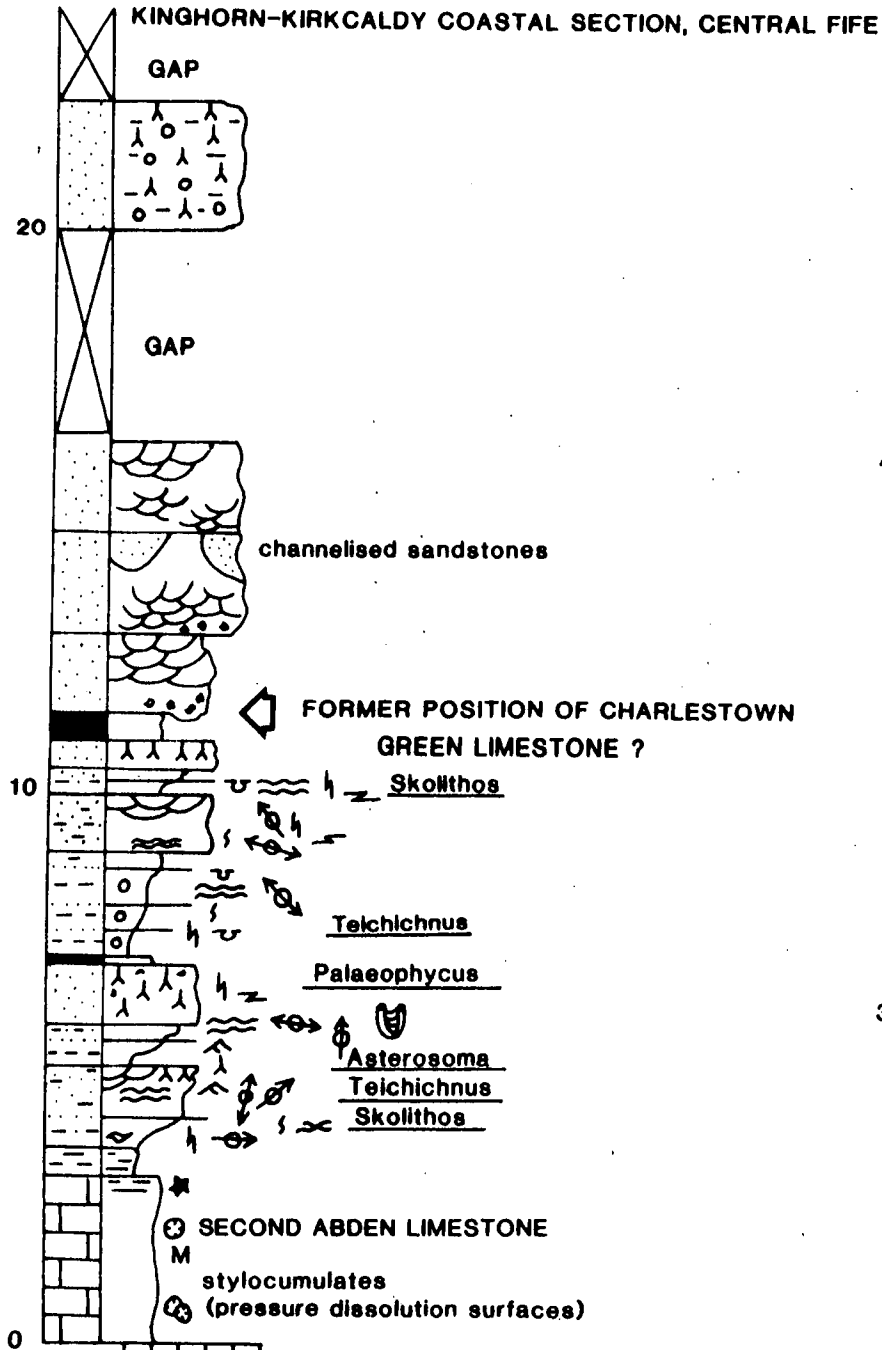 KINGHORN-KIRKCALDY COASTAL SECTION, CENTRAL FIFE
GAP
20
GAP
channelised sandstones
FORMER POSITION OF CHARLESTOWN
GREEN LIMESTONE ?
10
Skolithos
Teichichnus
Palaeophycus
3
Asterosoma
Teichichnus
Skolithos
SECOND ABDEN LIMESTONE
M
stylocumulates
(pressure dissolution surfaces)
0